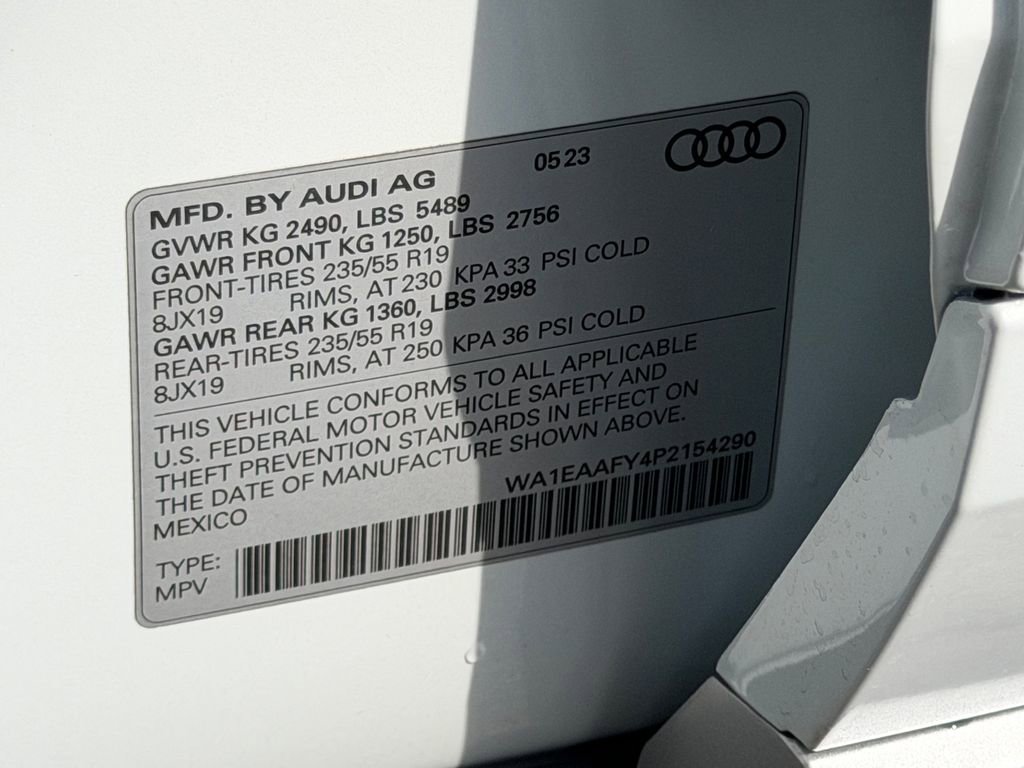 05 23
MFD. BY AUDI AG
GVWR KG 2490, LBS 5489
GAWR FRONT KG 1250, LBS 2756
FRONT-TIRES 235/55 R19
8JX19 RIMS, AT 230 KPA 33 PSI COLD
GAWR REAR KG 1360, LBS 2998
REAR-TIRES 235/55 R19
8JX19 RIMS, AT 250 KPA 36 PSI COLD
THIS VEHICLE CONFORMS TO ALL APPLICABLE
U.S. FEDERAL MOTOR VEHICLE SAFETY AND
THEFT PREVENTION STANDARDS IN EFFECT ON
THE DATE OF MANUFACTURE SHOWN ABOVE.
MEXICO WA1EAAFY4P2154290
TYPE:
MPV